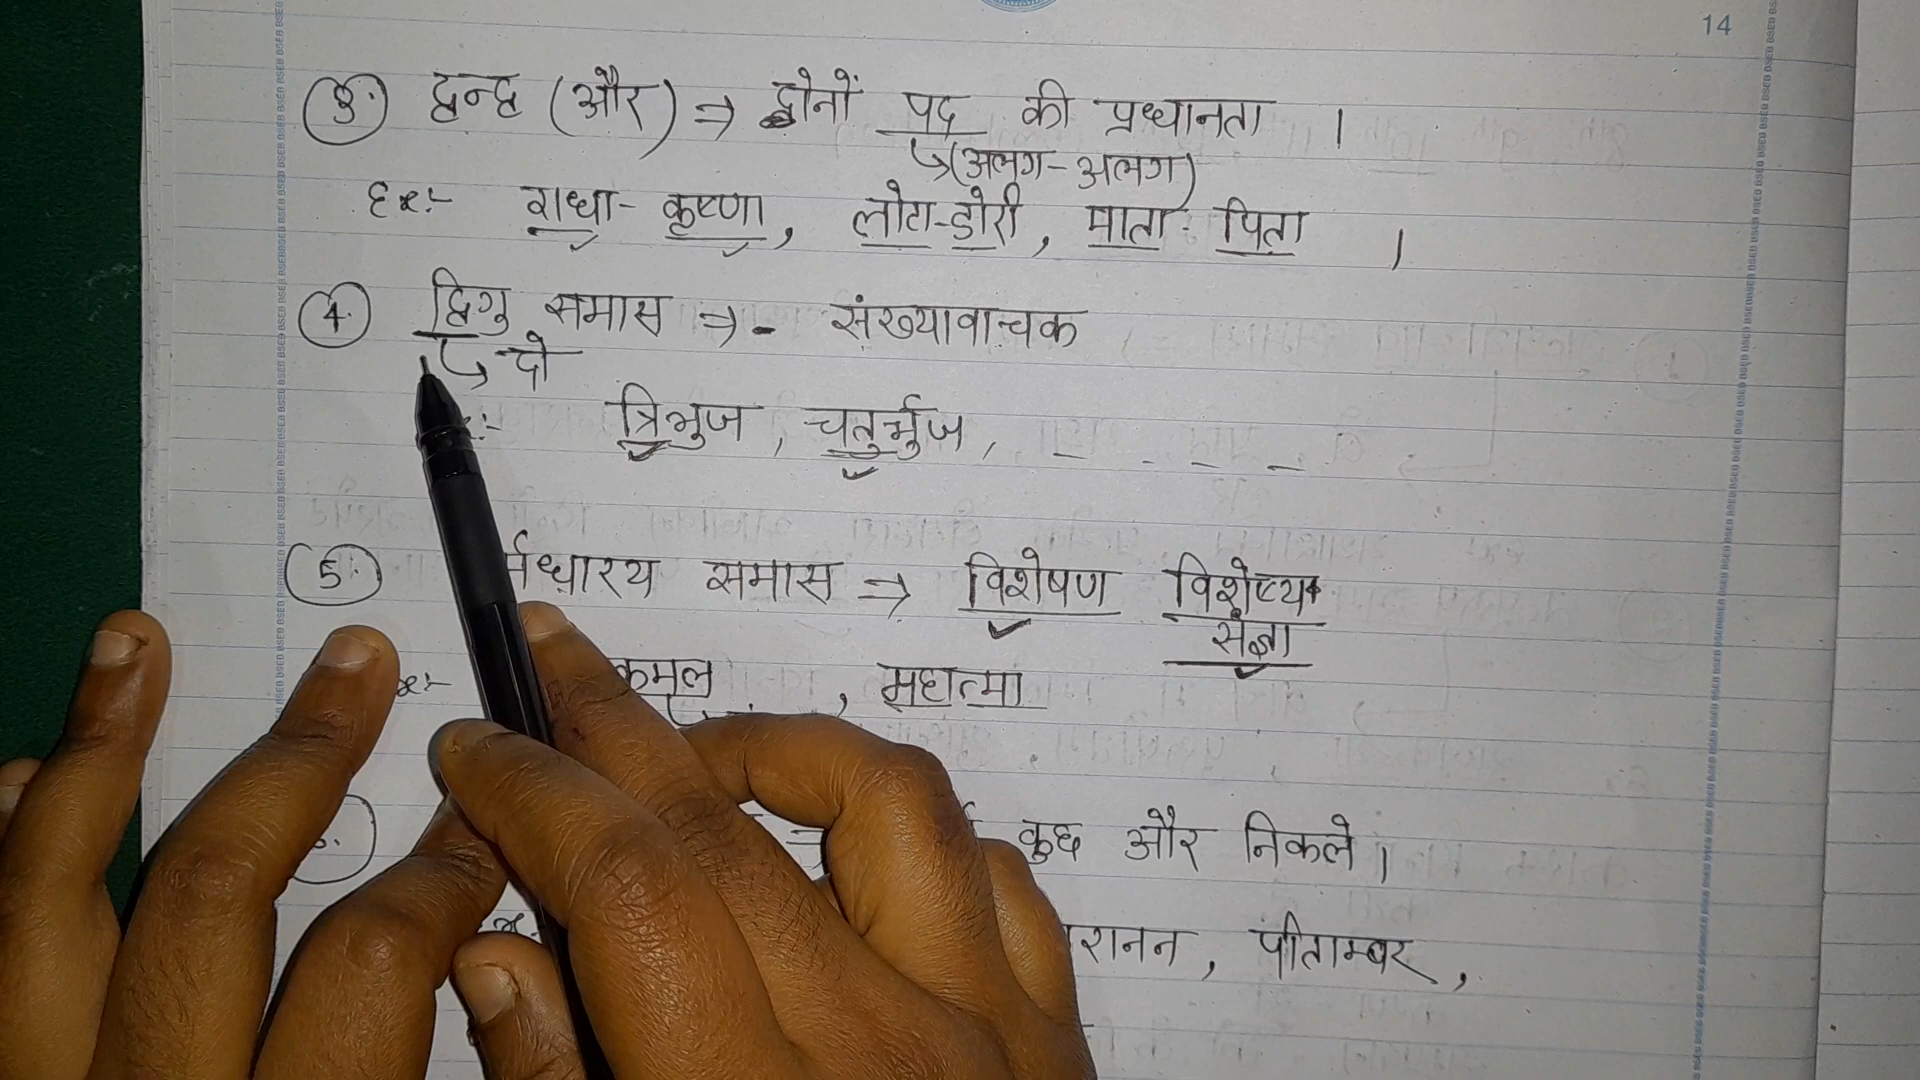 14
3. द्वन्द्व (और) ⇒ दोनों पद की प्रधानता ।
↳(अलग-अलग)
Ex:- राधा-कृष्णा, लोटा-डोरी, माता-पिता ।
4. द्विगु समास ⇒ - संख्यावाचक
↳ दो
:- त्रिभुज, चतुर्भुज, - - - -
5. र्मधारय समास ⇒ विशेषण विशेष्य
संज्ञा
x:- कमल , महात्मा
⇒ कुछ और निकले।
रानन, पीताम्बर,